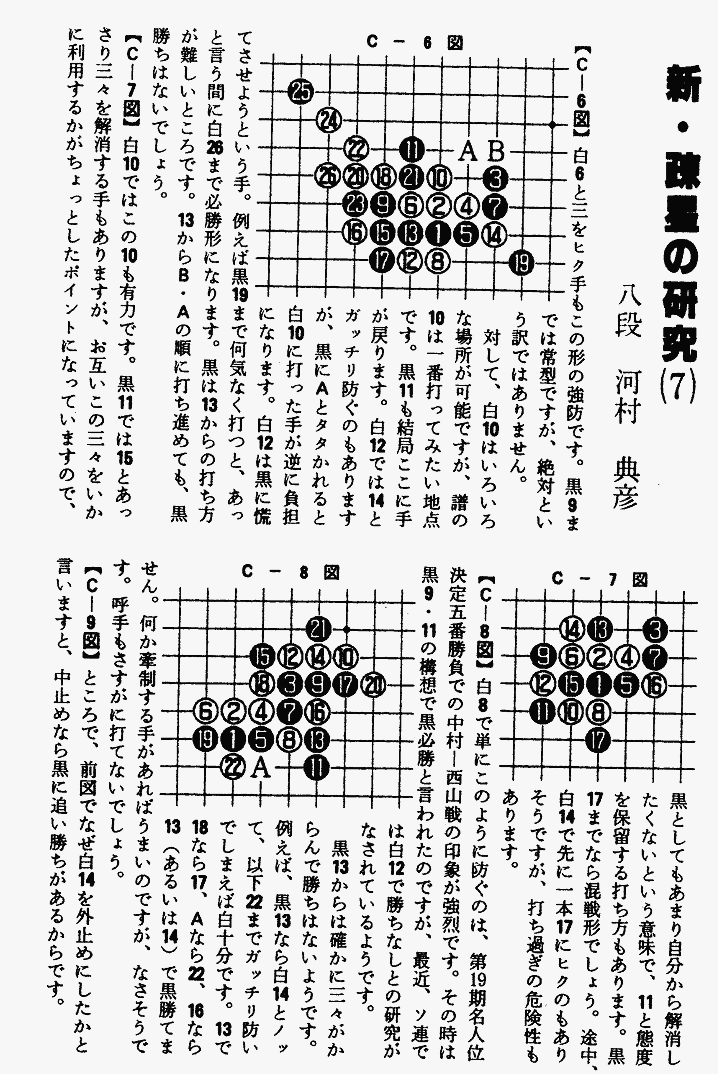 新・疎星の研究(7)
八段 河村 典彦
C－6図
【C―6図】白6と三をヒク手もこの形の強防です。黒9ま
では常型ですが、絶対とい
う訳ではありません。
対して、白10はいろいろ
な場所が可能ですが、譜の
10は一番打ってみたい地点
です。黒11も結局ここに手
が戻ります。白12では14と
ガッチリ防ぐのもあります
が、黒にAとタタかれると
白10に打った手が逆に負担
になります。白12は黒に慌
てさせようという手。例えば黒19まで何気なく打つと、あっ
と言う間に白26まで必勝形になります。黒は13からの打ち方
が難しいところです。13からB・Aの順に打ち進めても、黒
勝ちはないでしょう。
【C―7図】白10ではこの10も有力です。黒11では15とあっ
さり三々を解消する手もありますが、お互いこの三々をいか
に利用するかがちょっとしたポイントになっていますので、
C－7図
黒としてもあまり自分から解消し
たくないという意味で、11と態度
を保留する打ち方もあります。黒
17までなら混戦形でしょう。途中、
白14で先に一本17にヒクのもあり
そうですが、打ち過ぎの危険性も
あります。
【C―8図】白8で単にこのように防ぐのは、第19期名人位
決定五番勝負での中村―西山戦の印象が強烈です。その時は
黒9・11の構想で黒必勝と言われたのですが、最近、ソ連で
は白12で勝ちなしとの研究が
なされているようです。
黒13からは確かに三々がか
らんで勝ちはないようです。
例えば、黒13なら白14とノッ
て、以下22までガッチリ防い
でしまえば白十分です。13で
18なら17、Aなら22、16なら
13（あるいは14）で黒勝てま
せん。何か牽制する手があればうまいのですが、なさそうで
す。呼手もさすがに打てないでしょう。
C－8図
【C―9図】ところで、前図でなぜ白14を外止めにしたかと
言いますと、中止めなら黒に追い勝ちがあるからです。
25
24
22 11 A B
26 20 18 21 10 3
23 9 6 2 4 7
16 15 13 1 5 14
17 12 8 19
14 13 3
9 6 2 4 7
12 15 1 5 16
11 10 8
17
21
15 12 14 10
18 3 9 17 20
6 2 4 7 16
19 1 5 8 13
22 A 11